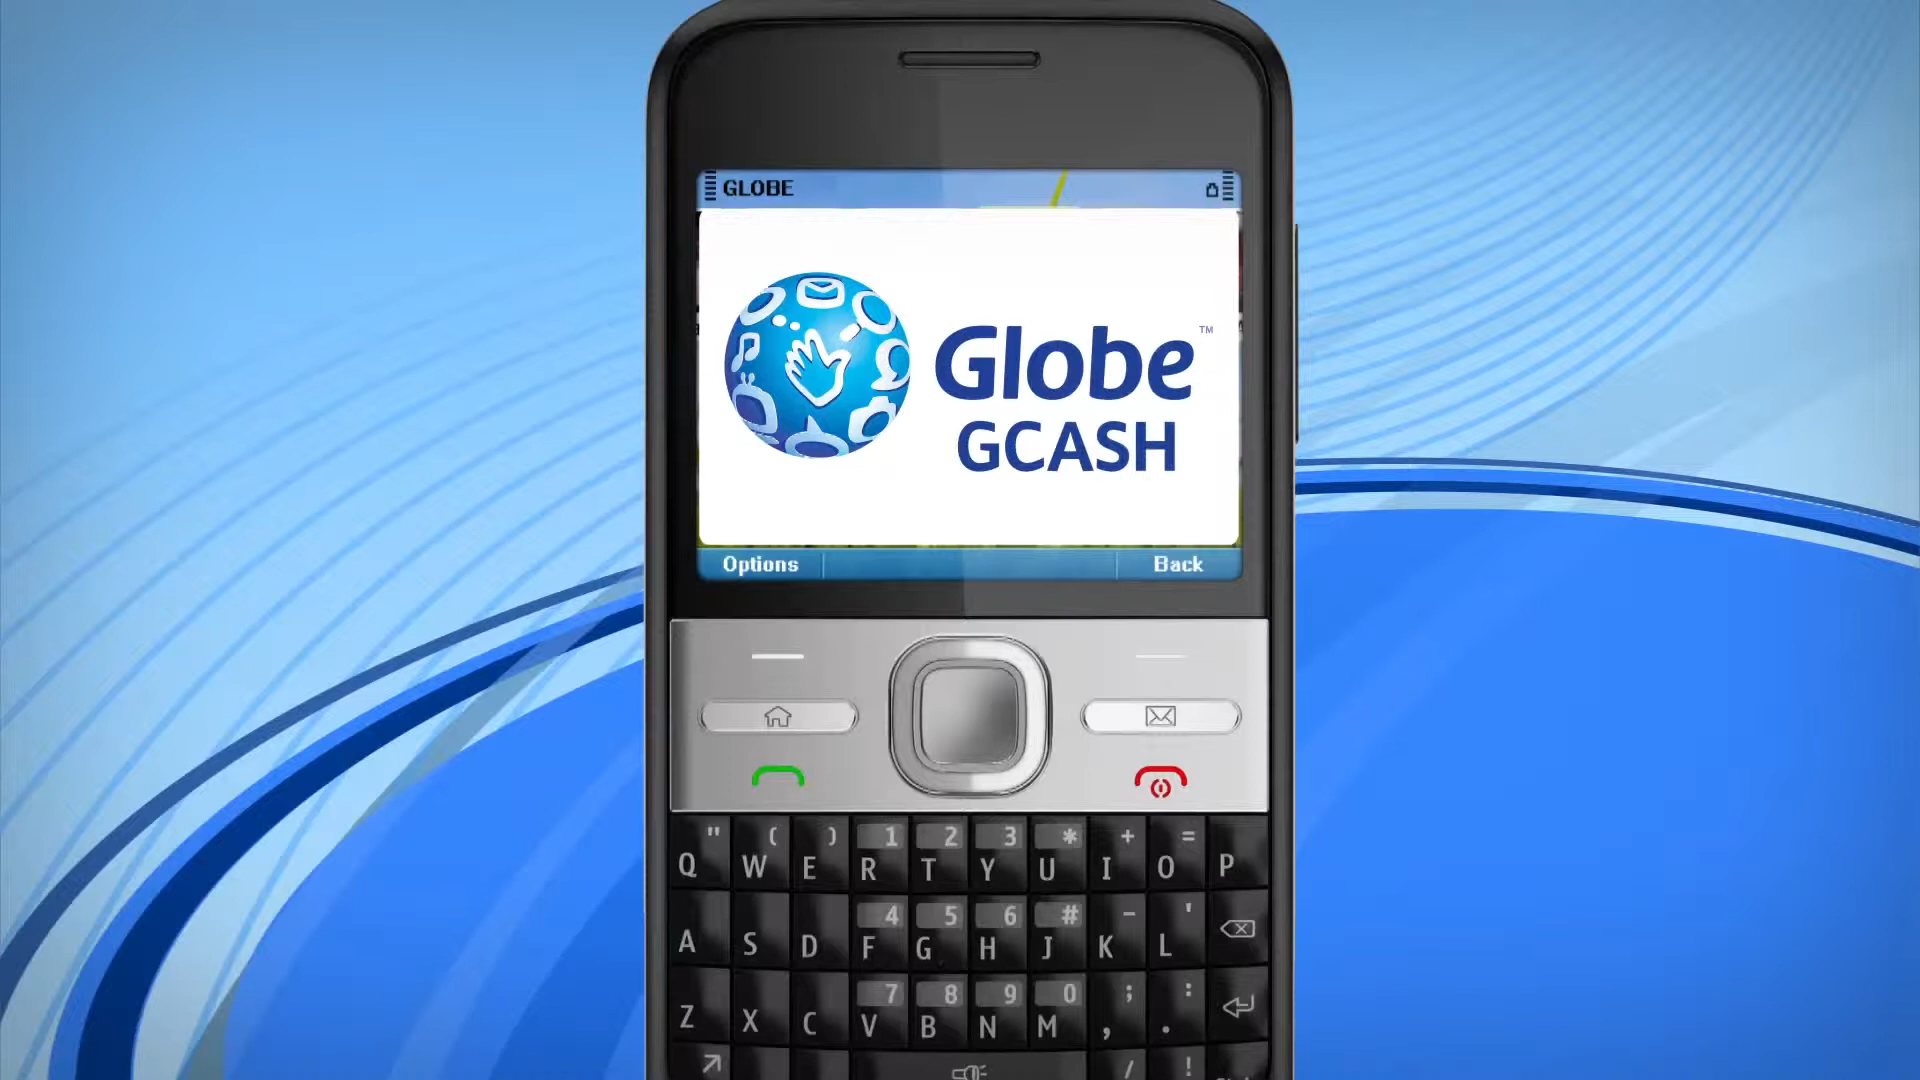 GLOBE
Globe™
GCASH
Options Back
" ( ) 1 2 3 * + =
Q W E R T Y U I O P
4 5 6 # - '
A S D F G H J K L
7 8 9 0 ; :
Z X C V B N M , .
/ !